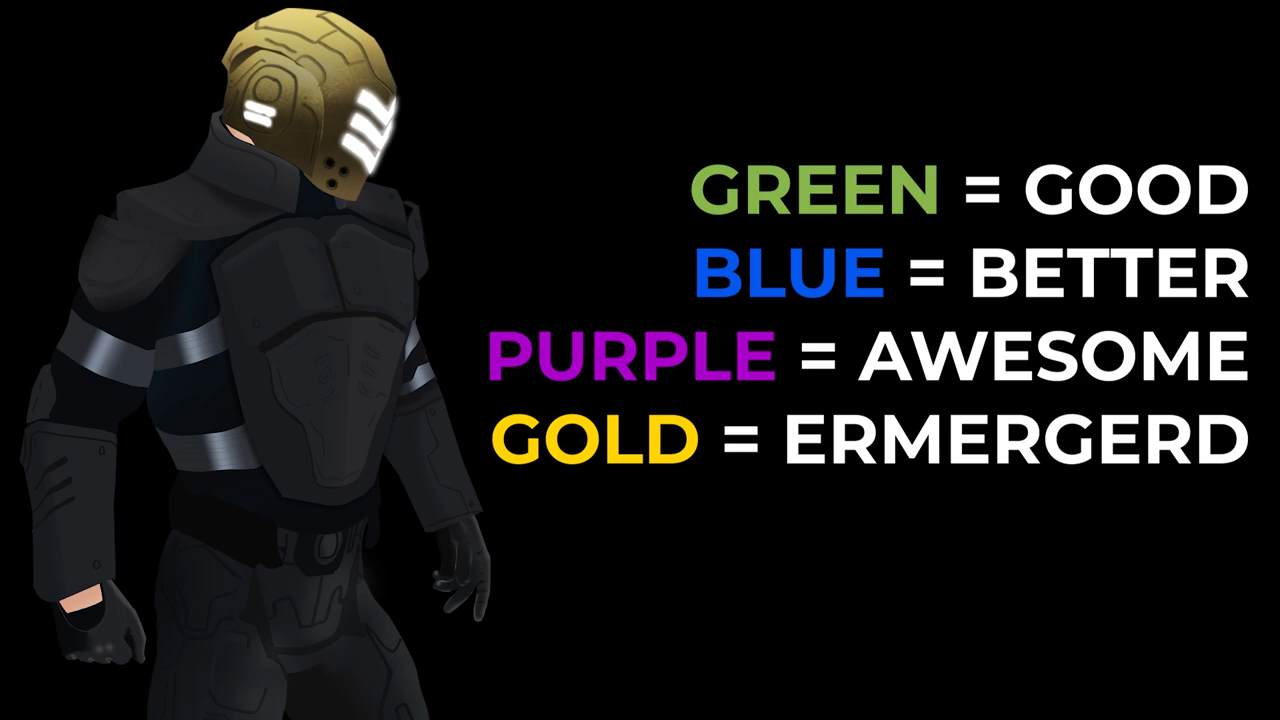 GREEN = GOOD
BLUE = BETTER
PURPLE = AWESOME
GOLD = ERMERGERD